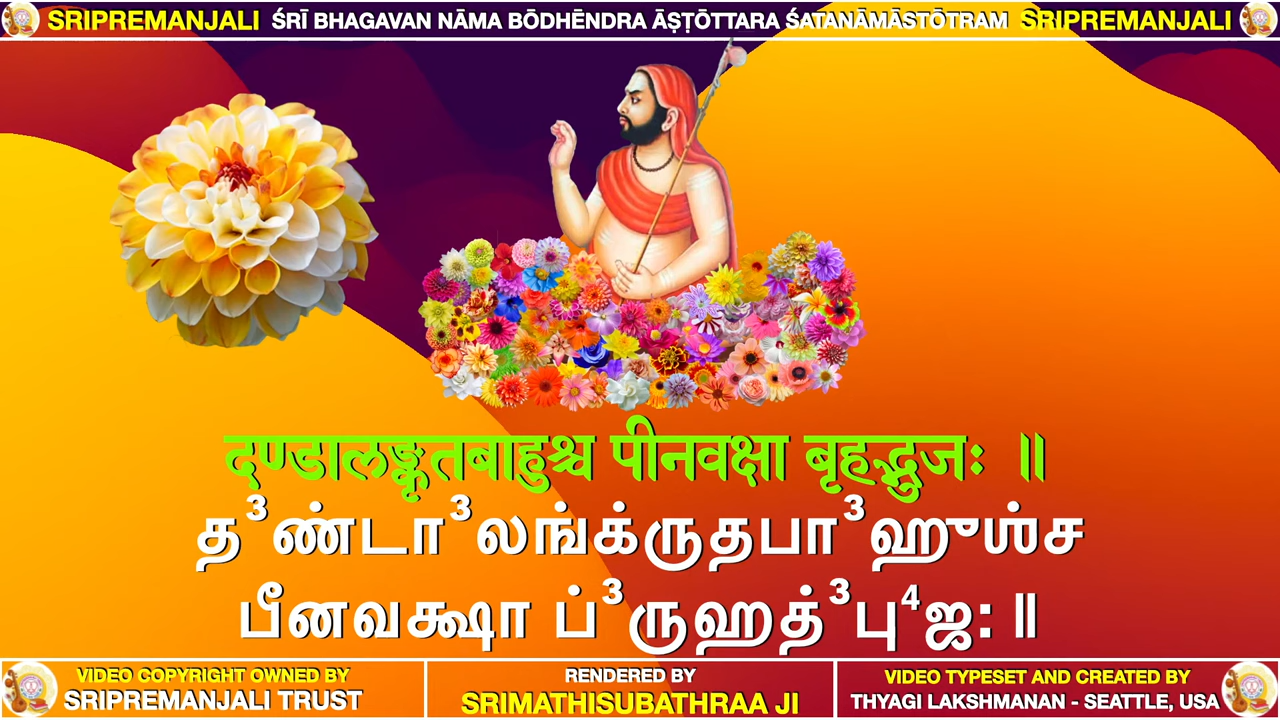 SRIPREMANJALI ŚRĪ BHAGAVAN NĀMA BŌDHĒNDRA ĀṢṬŌTTARA ŚATANĀMĀSTŌTRAM SRIPREMANJALI
दण्डालङ्कृतबाहुश्च पीनवक्षा बृहद्भुजः ॥
த³ண்டா³லங்க்ருதபா³ஹுஶ்ச
பீனவக்ஷா ப்³ருஹத்³பு⁴ஜ: ॥
VIDEO COPYRIGHT OWNED BY
SRIPREMANJALI TRUST
RENDERED BY
SRIMATHISUBATHRAA JI
VIDEO TYPESET AND CREATED BY
THYAGI LAKSHMANAN - SEATTLE, USA